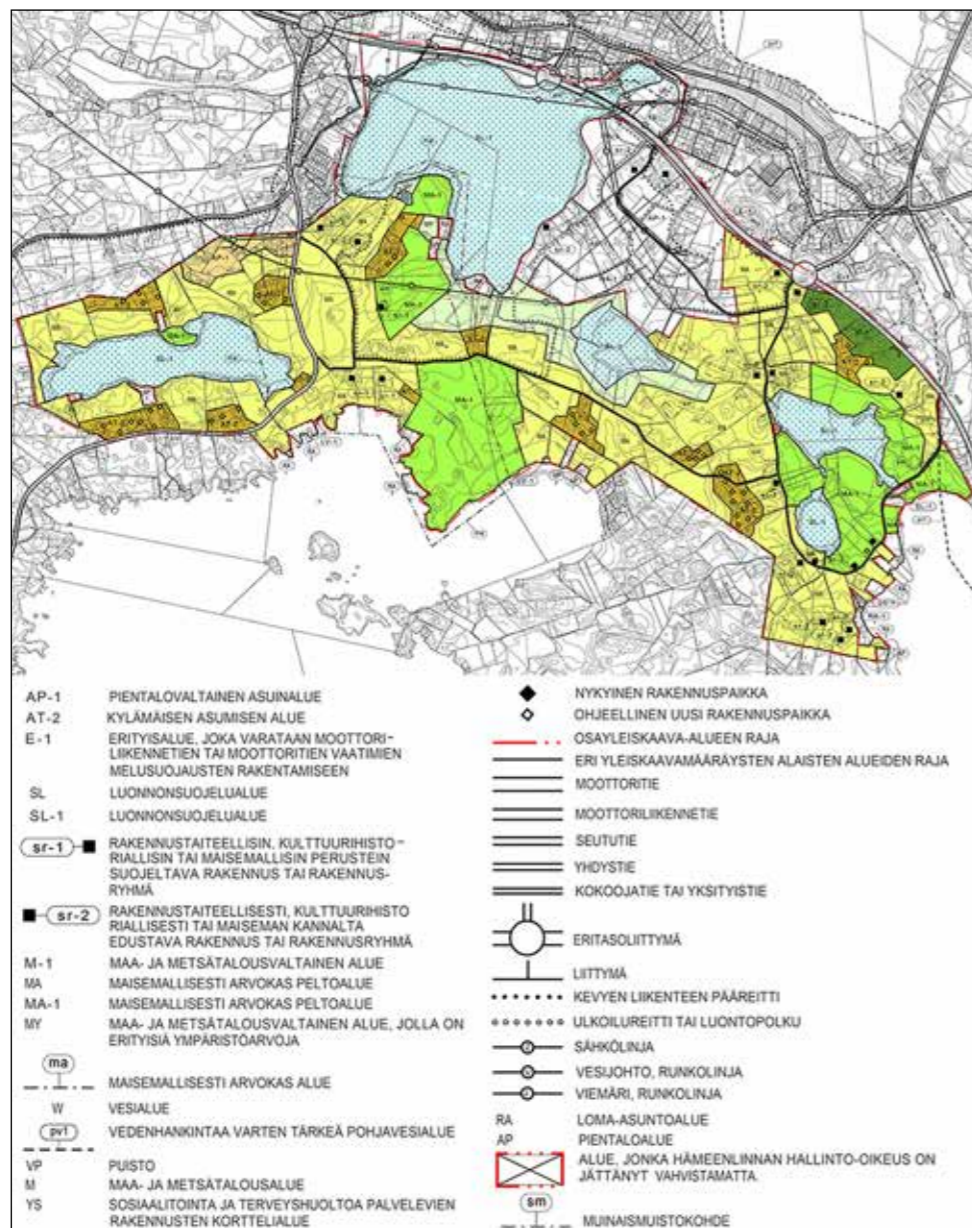 AP-1 PIENTALOVALTAINEN ASUINALUE
AT-2 KYLÄMÄISEN ASUMISEN ALUE
E-1 ERITYISALUE, JOKA VARATAAN MOOTTORI-
LIIKENNETIEN TAI MOOTTORITIEN VAATIMIEN
MELUSUOJAUSTEN RAKENTAMISEEN
SL LUONNONSUOJELUALUE
SL-1 LUONNONSUOJELUALUE
sr-1 RAKENNUSTAITEELLISIN, KULTTUURIHISTO-
RIALLISIN TAI MAISEMALLISIN PERUSTEIN
SUOJELTAVA RAKENNUS TAI RAKENNUS-
RYHMÄ
sr-2 RAKENNUSTAITEELLISESTI, KULTTUURIHISTO
RIALLISESTI TAI MAISEMAN KANNALTA
EDUSTAVA RAKENNUS TAI RAKENNUSRYHMÄ
M-1 MAA- JA METSÄTALOUSVALTAINEN ALUE
MA MAISEMALLISESTI ARVOKAS PELTOALUE
MA-1 MAISEMALLISESTI ARVOKAS PELTOALUE
MY MAA- JA METSÄTALOUSVALTAINEN ALUE, JOLLA ON
ERITYISIÄ YMPÄRISTÖARVOJA
ma
MAISEMALLISESTI ARVOKAS ALUE
W VESIALUE
pv1 VEDENHANKINTAA VARTEN TÄRKEÄ POHJAVESIALUE
VP PUISTO
M MAA- JA METSÄTALOUSALUE
YS SOSIAALITOINTA JA TERVEYSHUOLTOA PALVELEVIEN
RAKENNUSTEN KORTTELIALUE
NYKYINEN RAKENNUSPAIKKA
OHJEELLINEN UUSI RAKENNUSPAIKKA
OSAYLEISKAAVA-ALUEEN RAJA
ERI YLEISKAAVAMÄÄRÄYSTEN ALAISTEN ALUEIDEN RAJA
MOOTTORITIE
MOOTTORILIIKENNETIE
SEUTUTIE
YHDYSTIE
KOKOOJATIE TAI YKSITYISTIE
ERITASOLIITTYMÄ
LIITTYMÄ
KEVYEN LIIKENTEEN PÄÄREITTI
ULKOILUREITTI TAI LUONTOPOLKU
SÄHKÖLINJA
VESIJOHTO, RUNKOLINJA
VIEMÄRI, RUNKOLINJA
RA LOMA-ASUNTOALUE
AP PIENTALOALUE
ALUE, JONKA HÄMEENLINNAN HALLINTO-OIKEUS ON
JÄTTÄNYT VAHVISTAMATTA.
sm
MUINAISMUISTOKOHDE